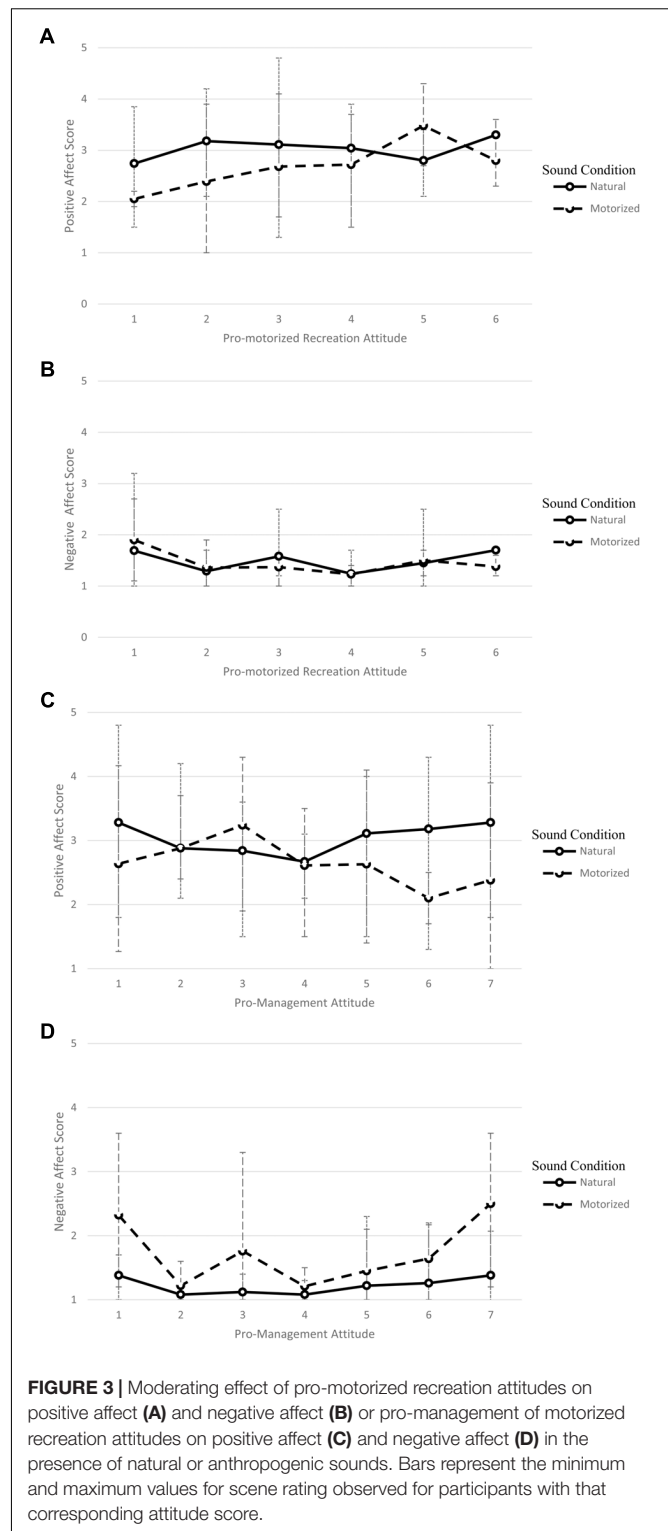 A
5
4
3
2
1
0
Positive Affect Score
1 2 3 4 5 6
Pro-motorized Recreation Attitude
Sound Condition
Natural
Motorized
B
5
4
3
2
1
0
Negative Affect Score
1 2 3 4 5 6
Pro-motorized Recreation Attitude
Sound Condition
Natural
Motorized
C
5
4
3
2
1
Positive Affect Score
1 2 3 4 5 6 7
Pro-Management Attitude
Sound Condition
Natural
Motorized
D
5
4
3
2
1
Negative Affect Score
1 2 3 4 5 6 7
Pro-Management Attitude
Sound Condition
Natural
Motorized
FIGURE 3 | Moderating effect of pro-motorized recreation attitudes on
positive affect (A) and negative affect (B) or pro-management of motorized
recreation attitudes on positive affect (C) and negative affect (D) in the
presence of natural or anthropogenic sounds. Bars represent the minimum
and maximum values for scene rating observed for participants with that
corresponding attitude score.